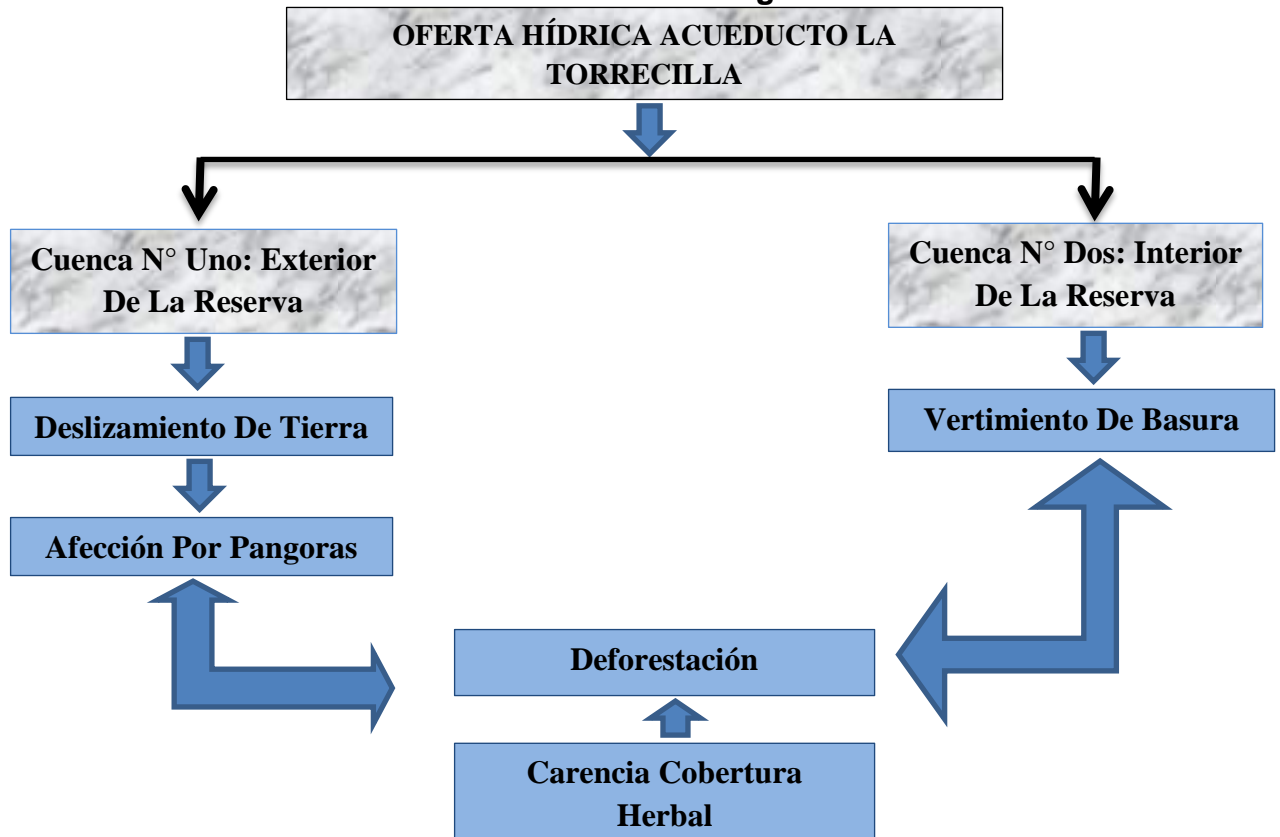 OFERTA HÍDRICA ACUEDUCTO LA
TORRECILLA
Cuenca N° Uno: Exterior
De La Reserva
Cuenca N° Dos: Interior
De La Reserva
Deslizamiento De Tierra
Vertimiento De Basura
Afección Por Pangoras
Deforestación
Carencia Cobertura
Herbal